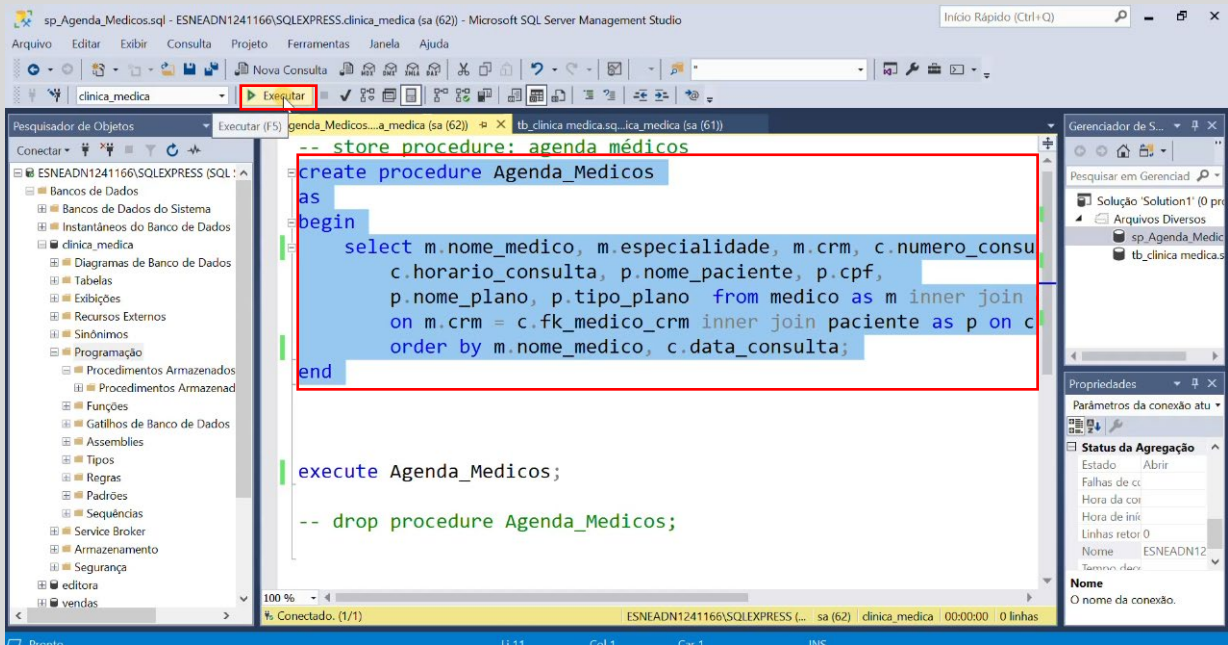 sp_Agenda_Medicos.sql - ESNEADN1241166\SQLEXPRESS.clinica_medica (sa (62)) - Microsoft SQL Server Management Studio
Início Rápido (Ctrl+Q)
Arquivo Editar Exibir Consulta Projeto Ferramentas Janela Ajuda
Nova Consulta
clinica_medica
Executar
Pesquisador de Objetos
Executar (F5)
genda_Medicos....a_medica (sa (62))
tb_clinica medica.sq...ica_medica (sa (61))
Gerenciador de S...
Conectar
ESNEADN1241166\SQLEXPRESS (SQL
Bancos de Dados
Bancos de Dados do Sistema
Instantâneos do Banco de Dados
clinica_medica
Diagramas de Banco de Dados
Tabelas
Exibições
Recursos Externos
Sinônimos
Programação
Procedimentos Armazenados
Procedimentos Armazenad
Funções
Gatilhos de Banco de Dados
Assemblies
Tipos
Regras
Padrões
Sequências
Service Broker
Armazenamento
Segurança
editora
vendas
-- store procedure: agenda médicos
create procedure Agenda_Medicos
as
begin
select m.nome_medico, m.especialidade, m.crm, c.numero_consu
c.horario_consulta, p.nome_paciente, p.cpf,
p.nome_plano, p.tipo_plano from medico as m inner join
on m.crm = c.fk_medico_crm inner join paciente as p on c
order by m.nome_medico, c.data_consulta;
end
execute Agenda_Medicos;
-- drop procedure Agenda_Medicos;
100 %
Conectado. (1/1)
ESNEADN1241166\SQLEXPRESS (... sa (62) clinica_medica 00:00:00 0 linhas
Pesquisar em Gerenciad
Solução 'Solution1' (0 pro
Arquivos Diversos
sp_Agenda_Medic
tb_clinica medica.s
Propriedades
Parâmetros da conexão atu
Status da Agregação
Estado Abrir
Falhas de co
Hora da con
Hora de iníc
Linhas retor 0
Nome ESNEADN12
Nome
O nome da conexão.
Pronto
Li 11 Col 1 Car 1 INS